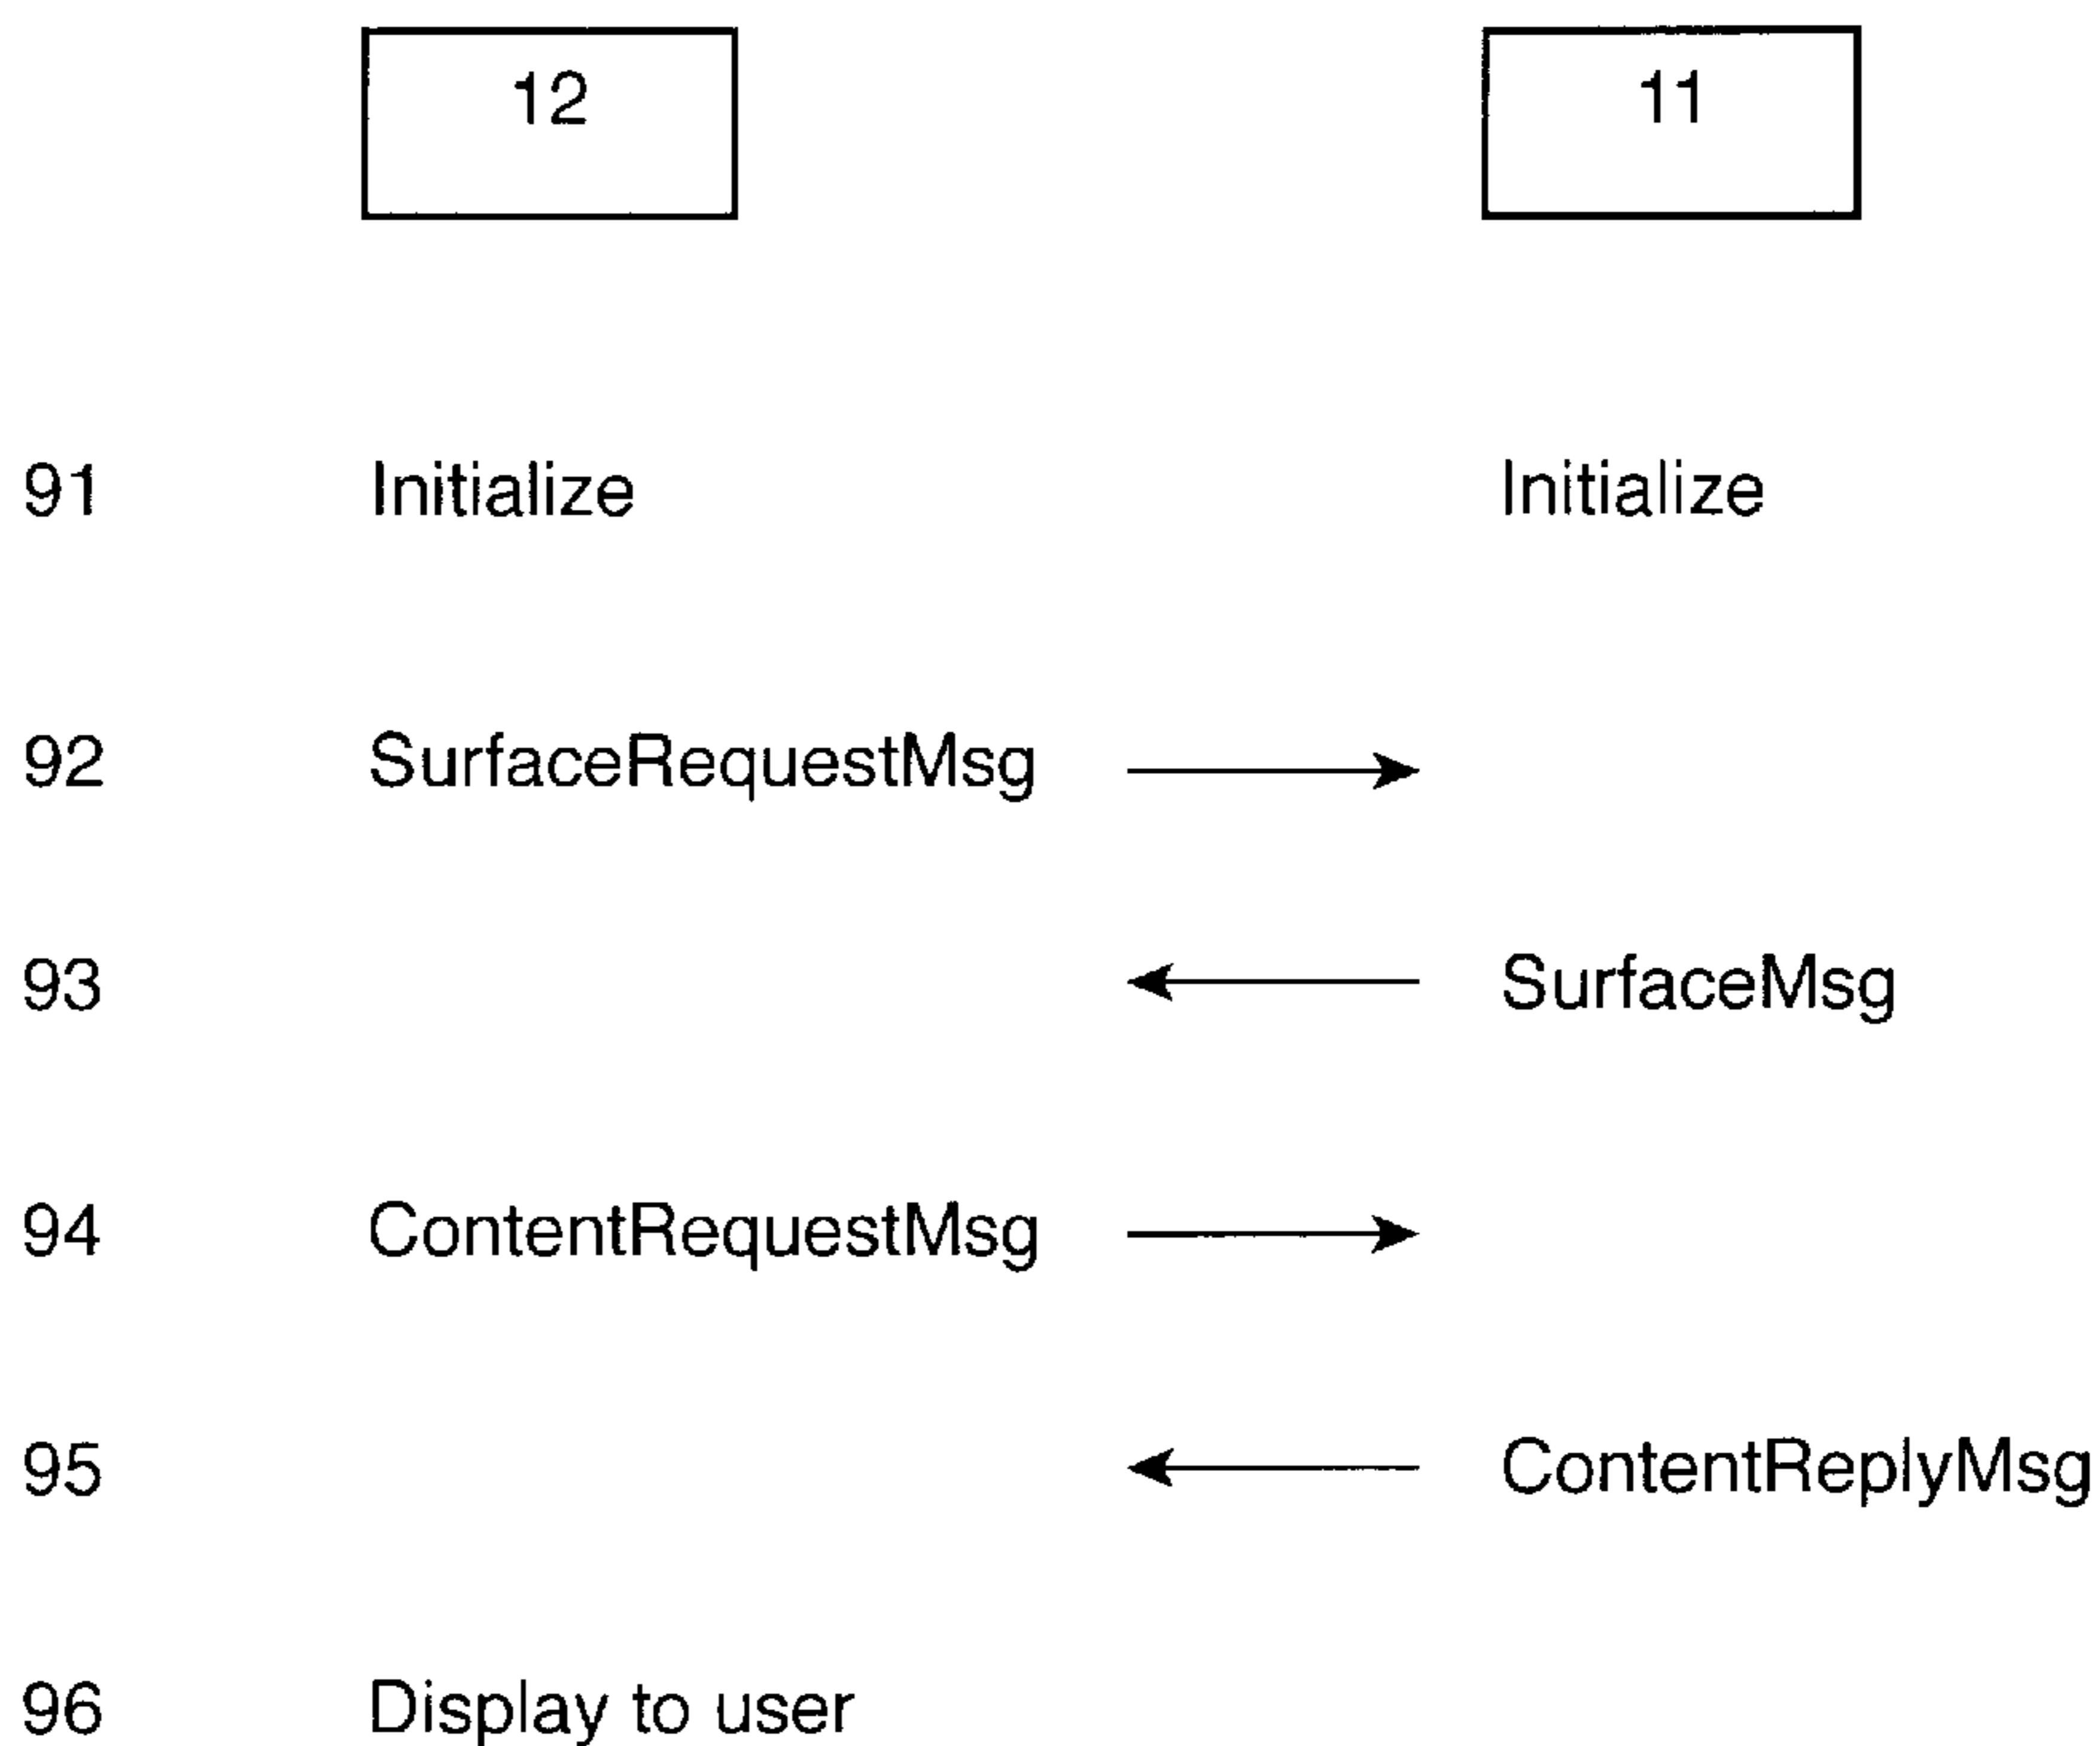 12 11
91 Initialize Initialize
92 SurfaceRequestMsg
93 SurfaceMsg
94 ContentRequestMsg
95 ContentReplyMsg
96 Display to user